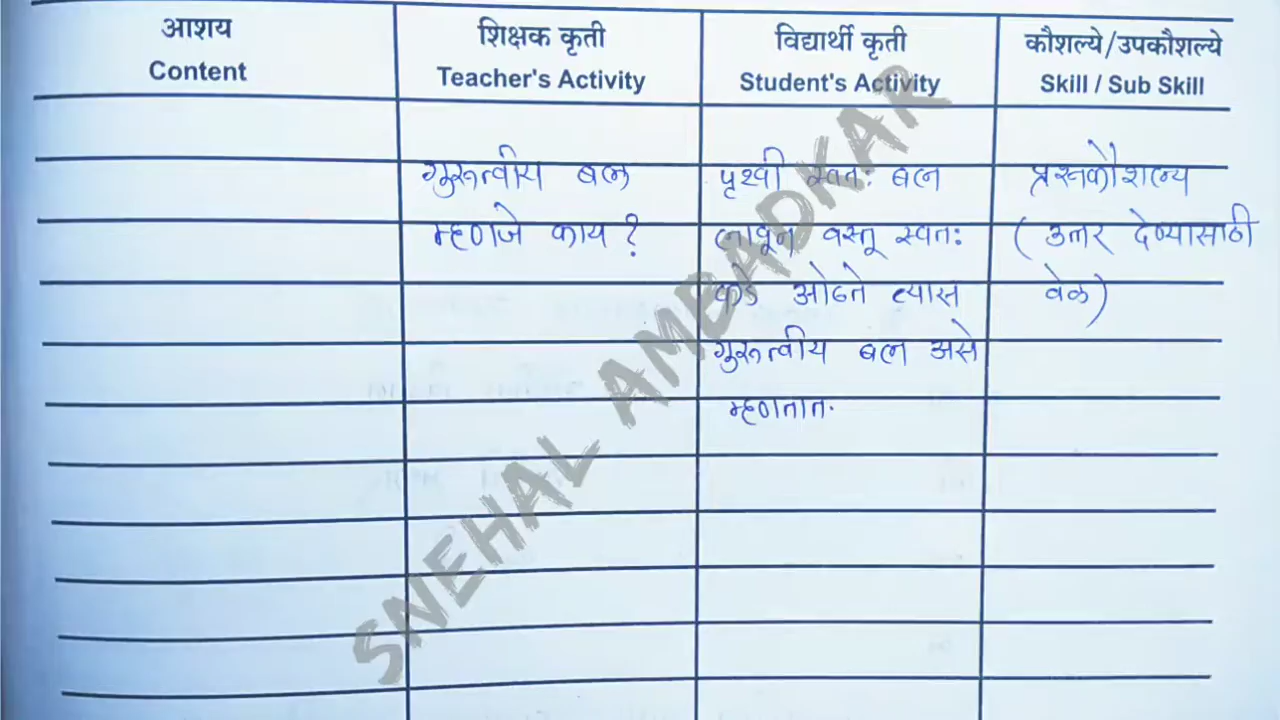 आशय शिक्षक कृती विद्यार्थी कृती कौशल्ये/उपकौशल्ये
Content Teacher's Activity Student's Activity Skill / Sub Skill
गुरुत्वीय बल पृथ्वी स्वतः बल प्रश्नकौशल्य
म्हणजे काय ? लावून वस्तू स्वतः ( उत्तर देण्यासाठी
कडे ओढते त्यास वेळ)
गुरुत्वीय बल असे
म्हणतात.
SNEHAL AMBADKAR